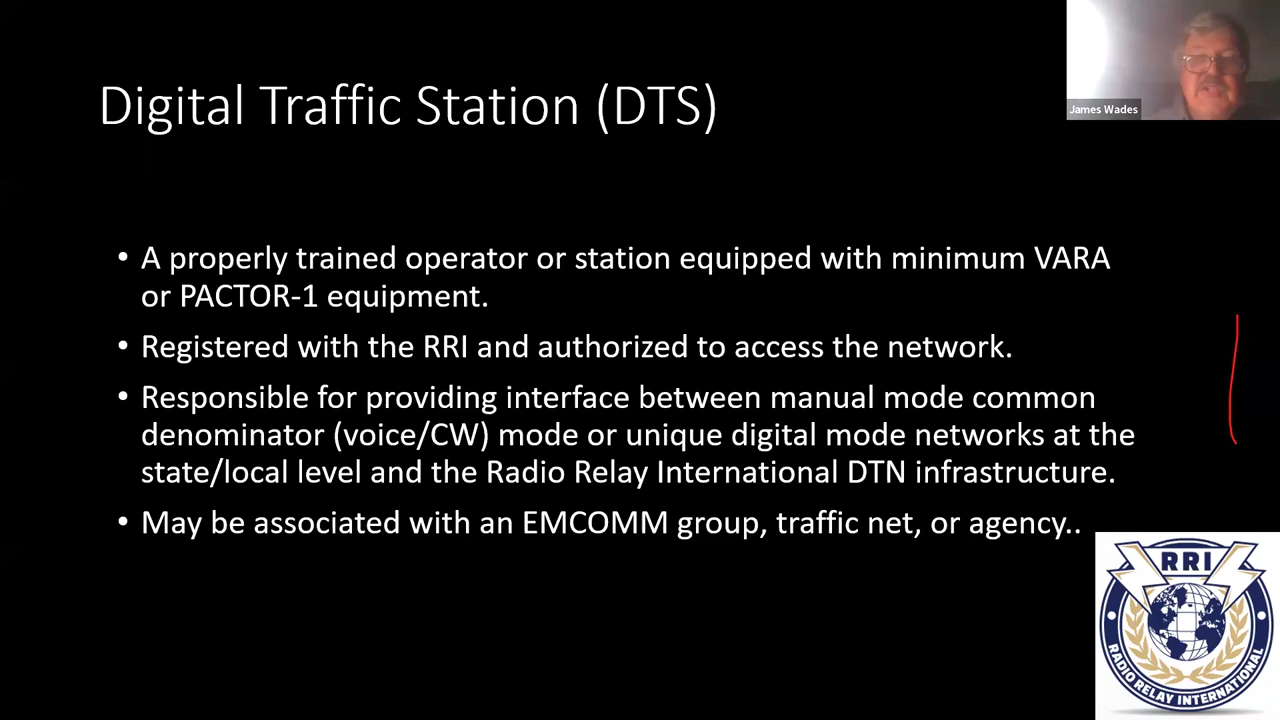 Digital Traffic Station (DTS)
James Wades
• A properly trained operator or station equipped with minimum VARA
or PACTOR-1 equipment.
• Registered with the RRI and authorized to access the network.
• Responsible for providing interface between manual mode common
denominator (voice/CW) mode or unique digital mode networks at the
state/local level and the Radio Relay International DTN infrastructure.
• May be associated with an EMCOMM group, traffic net, or agency..
RRI
RADIO RELAY INTERNATIONAL